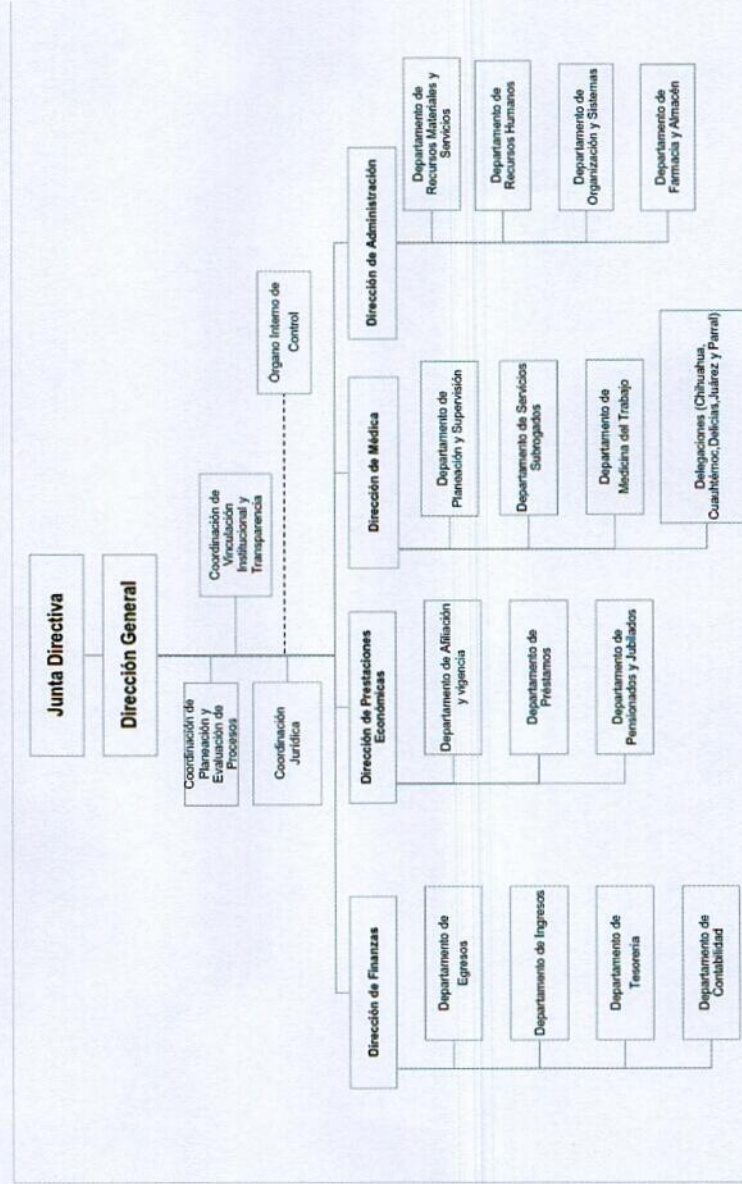 Junta Directiva
Dirección General
Coordinación de
Planeación y
Evaluación de
Procesos
Coordinación de
Vinculación
Institucional y
Transparencia
Coordinación
Jurídica
Órgano Interno de
Control
Dirección de Finanzas
Departamento de
Egresos
Departamento de Ingresos
Departamento de
Tesorería
Departamento de
Contabilidad
Dirección de Prestaciones
Económicas
Departamento de Afiliación
y vigencia
Departamento de
Préstamos
Departamento de
Pensionados y Jubilados
Dirección de Médica
Departamento de
Planeación y Supervisión
Departamento de Servicios
Subrogados
Departamento de
Medicina del Trabajo
Delegaciones (Chihuahua,
Cuauhtémoc,Delicias,Juárez y Parral)
Dirección de Administración
Departamento de
Recursos Materiales y
Servicios
Departamento de
Recursos Humanos
Departamento de
Organización y Sistemas
Departamento de
Farmacia y Almacén